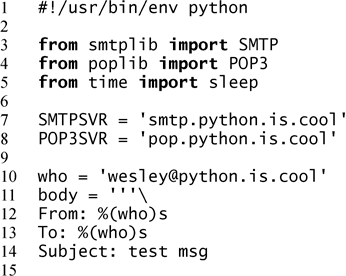 1 #!/usr/bin/env python
2
3 from smtplib import SMTP
4 from poplib import POP3
5 from time import sleep
6
7 SMTPSVR = 'smtp.python.is.cool'
8 POP3SVR = 'pop.python.is.cool'
9
10 who = 'wesley@python.is.cool'
11 body = '''\
12 From: %(who)s
13 To: %(who)s
14 Subject: test msg
15